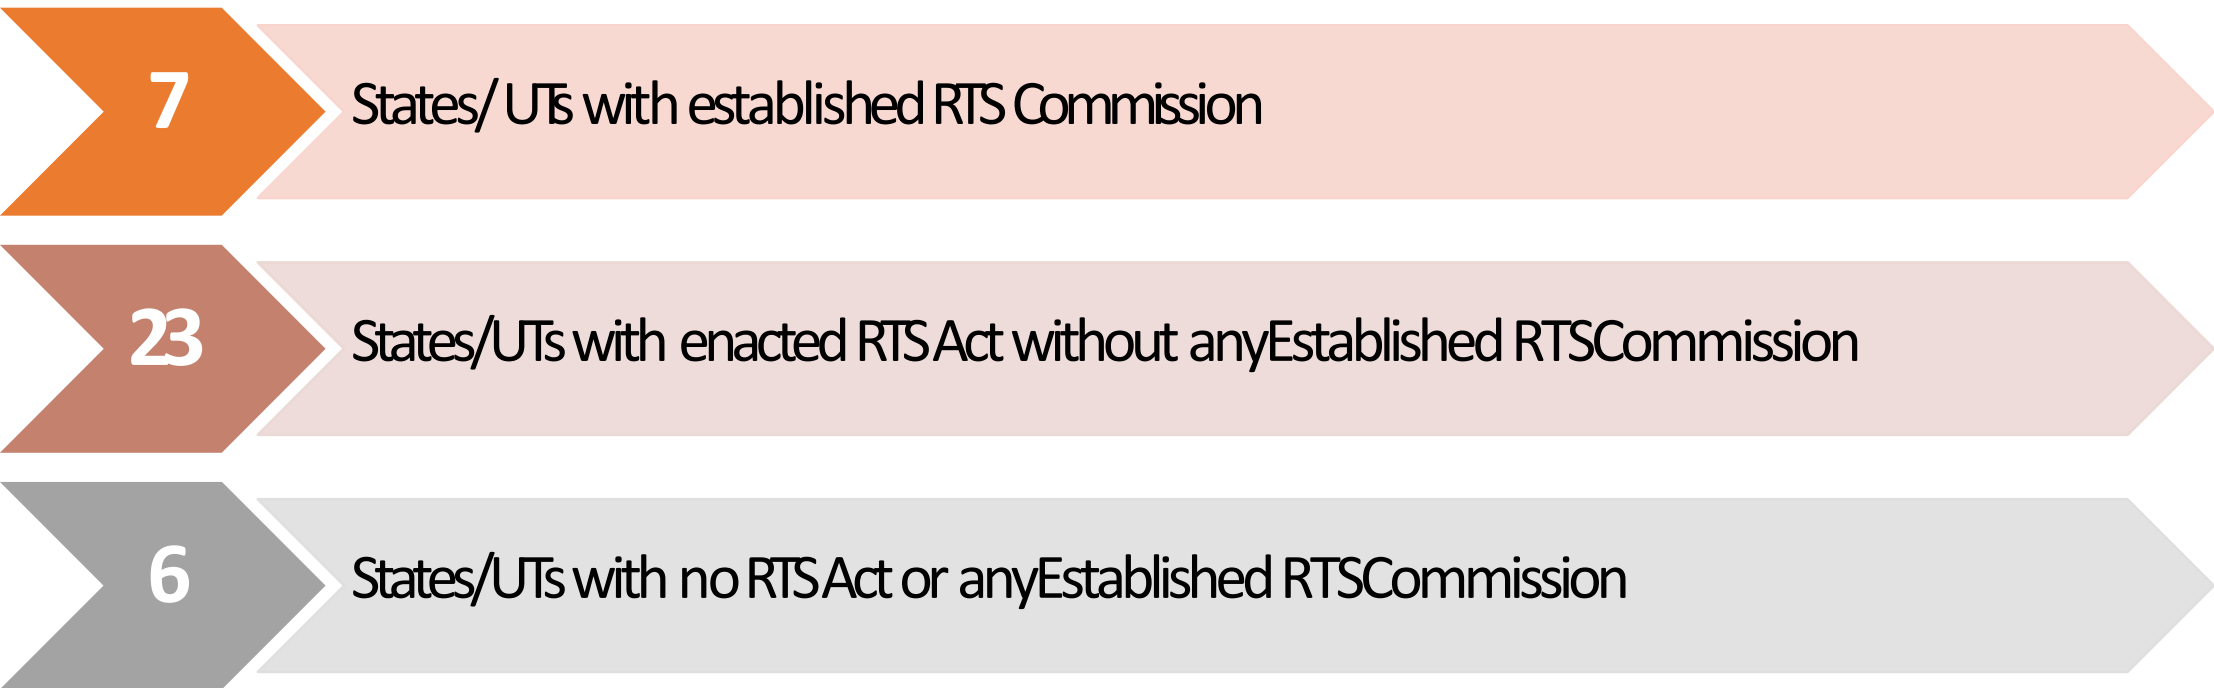 7
States/ UTs with established RTS Commission
23
States/UTs with enacted RTS Act without anyEstablished RTSCommission
6
States/UTs with no RTS Act or anyEstablished RTSCommission